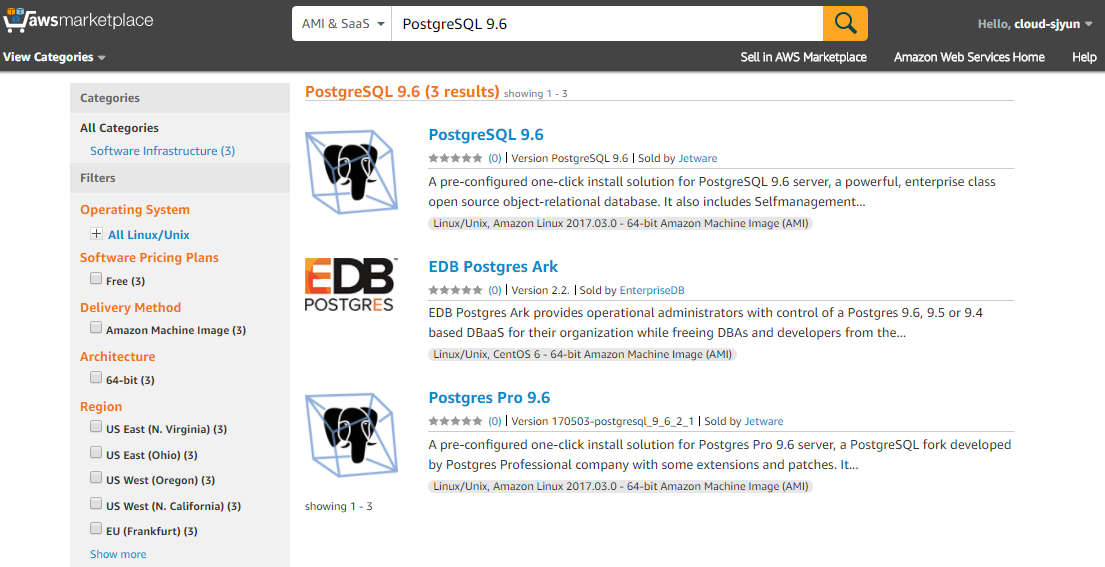 awsmarketplace
AMI & SaaS
PostgreSQL 9.6
Hello, cloud-sjyun
View Categories
Sell in AWS Marketplace
Amazon Web Services Home
Help
Categories
All Categories
Software Infrastructure (3)
Filters
Operating System
All Linux/Unix
Software Pricing Plans
Free (3)
Delivery Method
Amazon Machine Image (3)
Architecture
64-bit (3)
Region
US East (N. Virginia) (3)
US East (Ohio) (3)
US West (Oregon) (3)
US West (N. California) (3)
EU (Frankfurt) (3)
Show more
PostgreSQL 9.6 (3 results) showing 1 - 3
PostgreSQL 9.6
(0) | Version PostgreSQL 9.6 | Sold by Jetware
A pre-configured one-click install solution for PostgreSQL 9.6 server, a powerful, enterprise class
open source object-relational database. It also includes Selfmanagement...
Linux/Unix, Amazon Linux 2017.03.0 - 64-bit Amazon Machine Image (AMI)
EDB
POSTGRES
EDB Postgres Ark
(0) | Version 2.2. | Sold by EnterpriseDB
EDB Postgres Ark provides operational administrators with control of a Postgres 9.6, 9.5 or 9.4
based DBaaS for their organization while freeing DBAs and developers from the...
Linux/Unix, CentOS 6 - 64-bit Amazon Machine Image (AMI)
Postgres Pro 9.6
(0) | Version 170503-postgresql_9_6_2_1 | Sold by Jetware
A pre-configured one-click install solution for Postgres Pro 9.6 server, a PostgreSQL fork developed
by Postgres Professional company with some extensions and patches. It...
Linux/Unix, Amazon Linux 2017.03.0 - 64-bit Amazon Machine Image (AMI)
showing 1 - 3